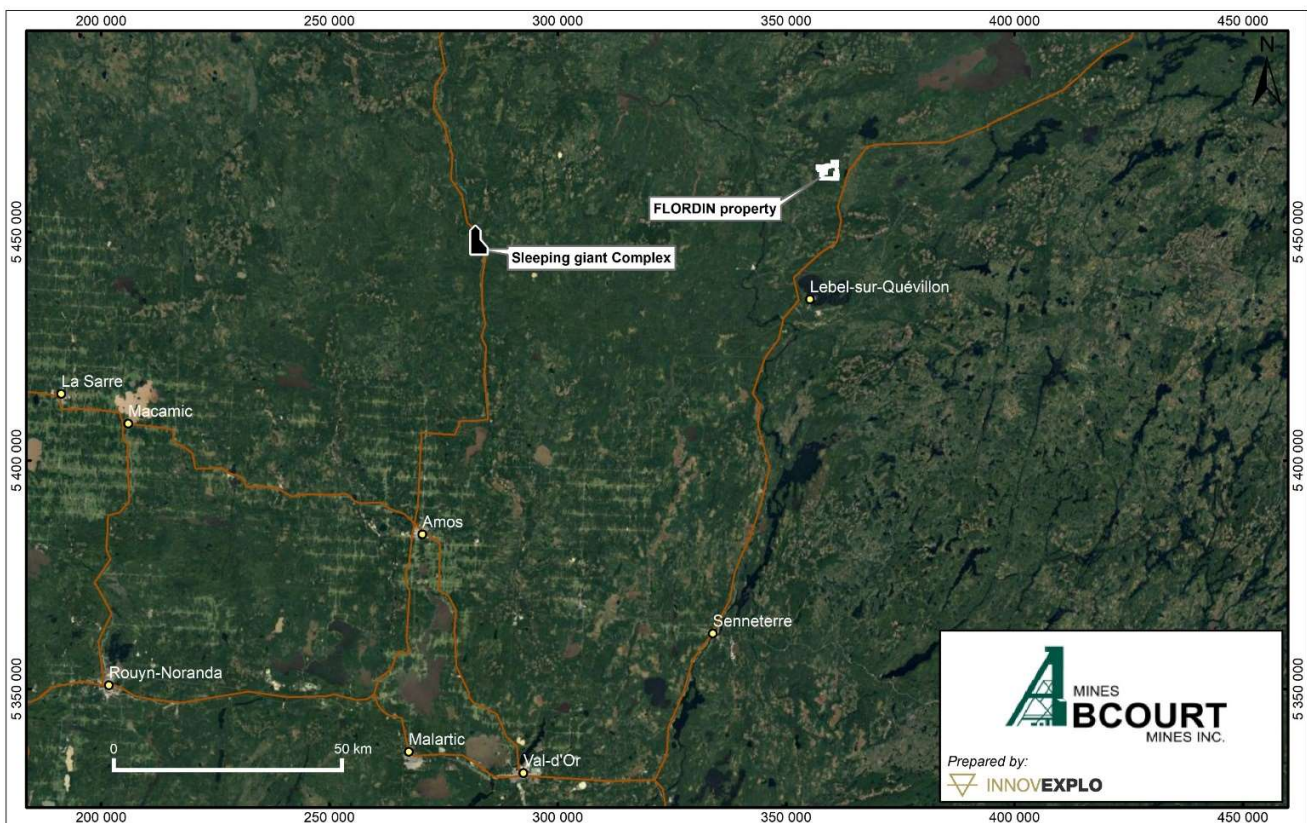 200 000
250 000
300 000
350 000
400 000
450 000
N
5 450 000
5 450 000
FLORDIN property
Sleeping giant Complex
Lebel-sur-Quévillon
La Sarre
Macamic
5 400 000
5 400 000
Amos
Senneterre
Rouyn-Noranda
5 350 000
5 350 000
0
50 km
Malartic
Val-d'Or
MINES
ABCOURT
MINES INC.
Prepared by:
INNOVEXPLO
200 000
250 000
300 000
350 000
400 000
450 000